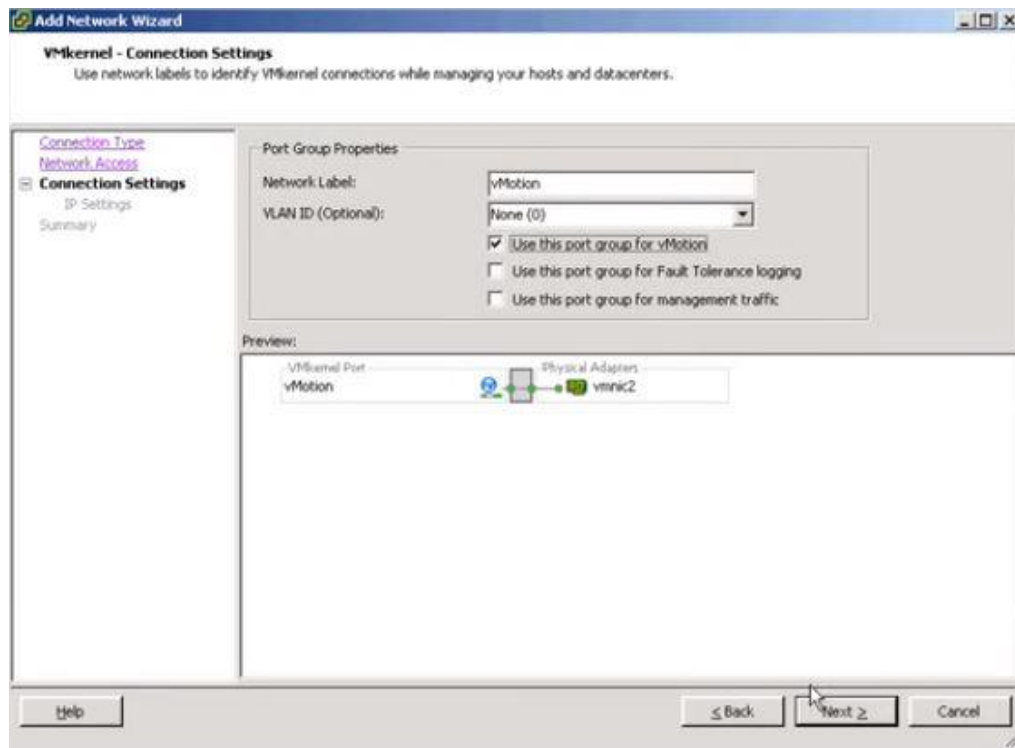 Add Network Wizard
VMkernel - Connection Settings
Use network labels to identify VMkernel connections while managing your hosts and datacenters.
Connection Type
Network Access
Connection Settings
IP Settings
Summary
Port Group Properties
Network Label:
vMotion
VLAN ID (Optional):
None (0)
Use this port group for vMotion
Use this port group for Fault Tolerance logging
Use this port group for management traffic
Preview:
VMkernel Port
Physical Adapters
vMotion
vmnic2
Help
≤ Back
Next ≥
Cancel